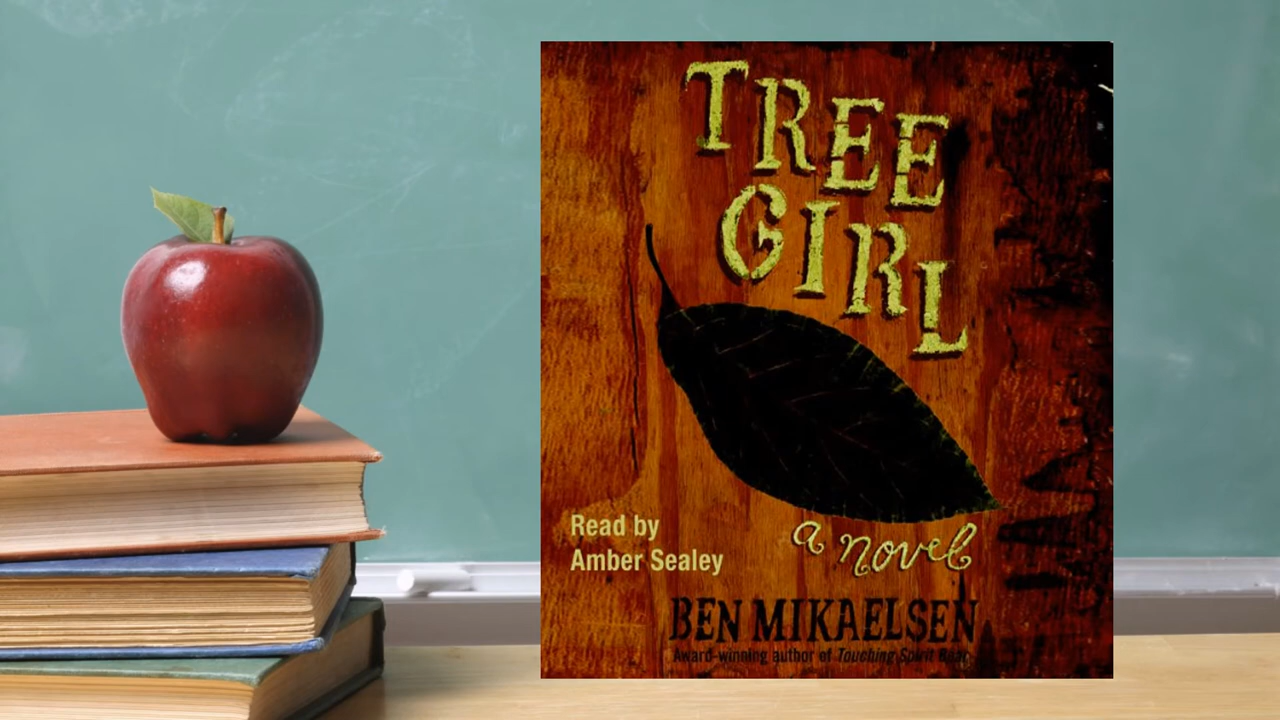 TREE
GIRL
Read by
Amber Sealey
a novel
BEN MIKAELSEN
Award-winning author of Touching Spirit Bear